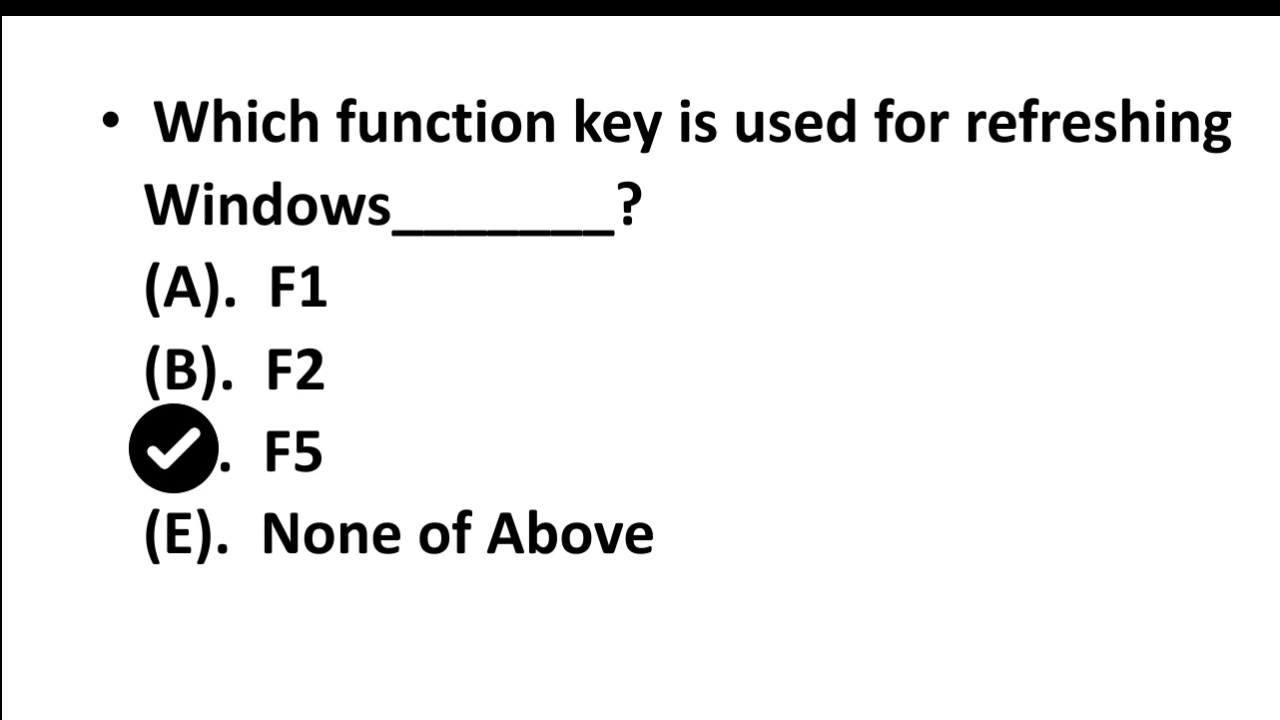 • Which function key is used for refreshing
Windows_______?
(A). F1
(B). F2
. F5
(E). None of Above